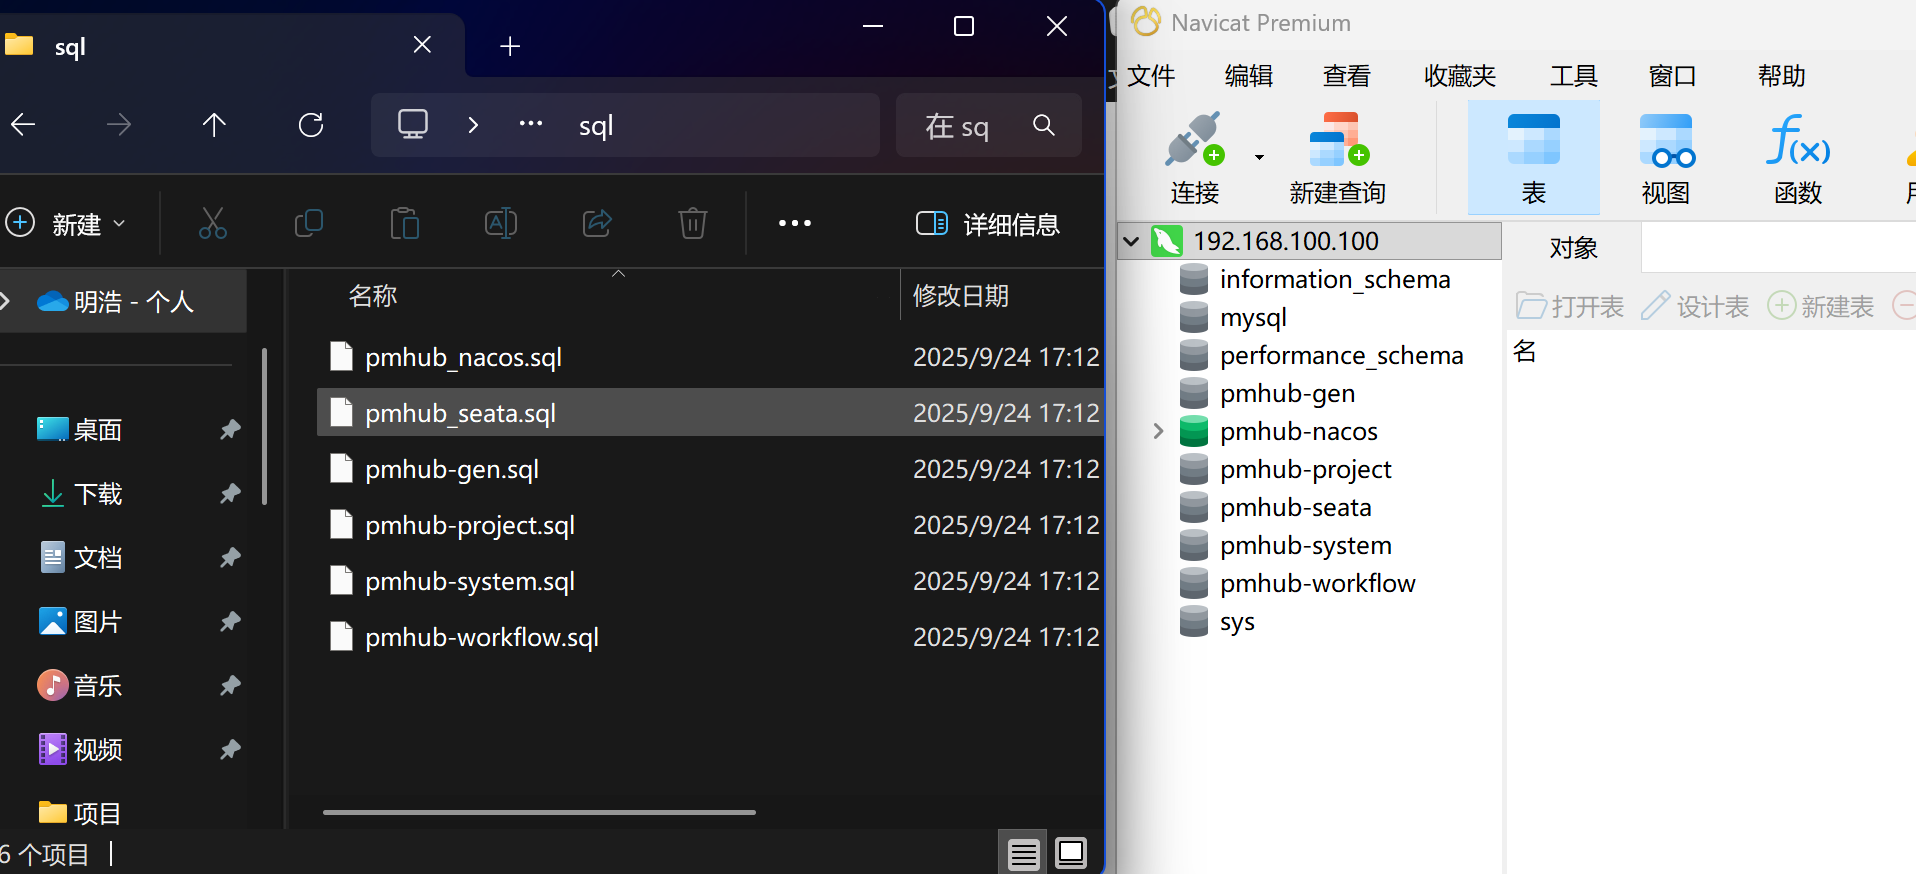 sql
sql
在 sq
新建
详细信息
明浩 - 个人
桌面
下载
文档
图片
音乐
视频
项目
名称
修改日期
pmhub_nacos.sql
2025/9/24 17:12
pmhub_seata.sql
2025/9/24 17:12
pmhub-gen.sql
2025/9/24 17:12
pmhub-project.sql
2025/9/24 17:12
pmhub-system.sql
2025/9/24 17:12
pmhub-workflow.sql
2025/9/24 17:12
6 个项目
Navicat Premium
文件 编辑 查看 收藏夹 工具 窗口 帮助
连接 新建查询 表 视图 函数
192.168.100.100
information_schema
mysql
performance_schema
pmhub-gen
pmhub-nacos
pmhub-project
pmhub-seata
pmhub-system
pmhub-workflow
sys
对象
打开表 设计表 新建表
名